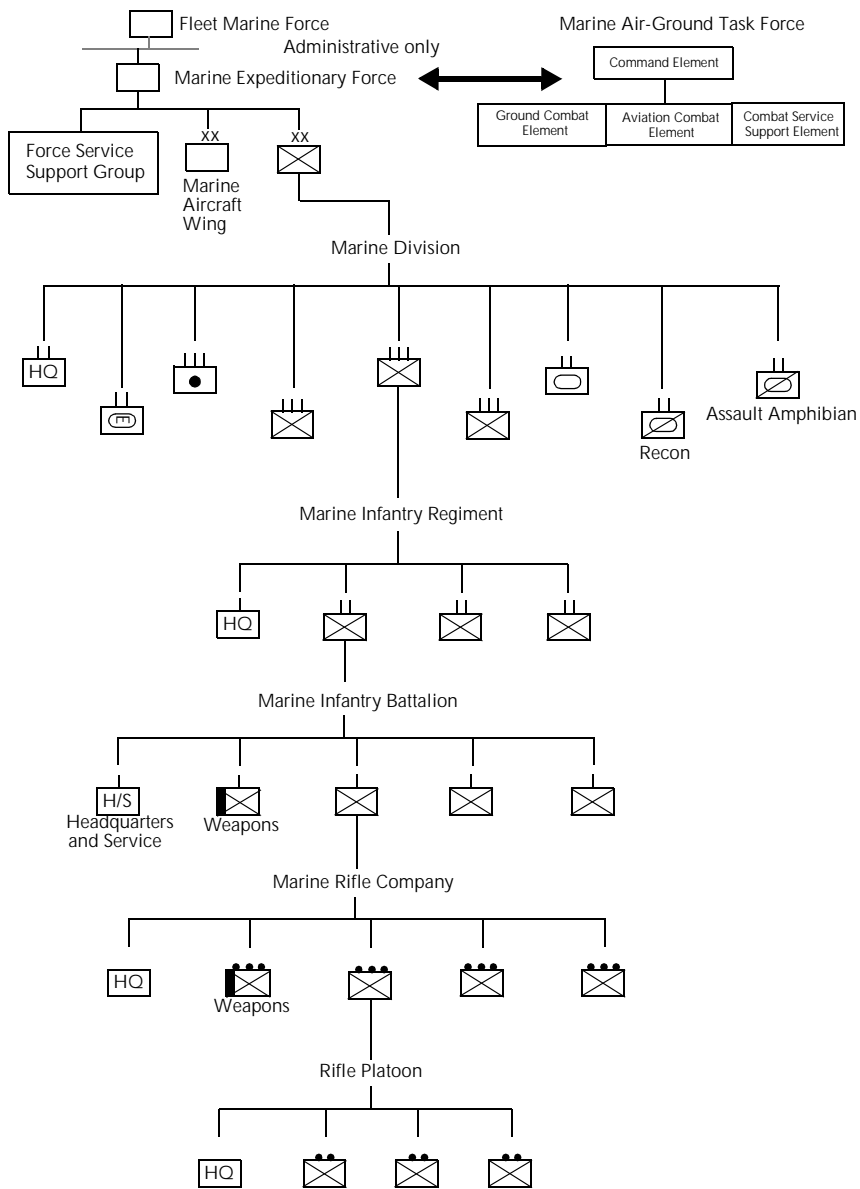 Fleet Marine Force
Administrative only
Marine Expeditionary Force
Marine Air-Ground Task Force
Command Element
Ground Combat
Element
Aviation Combat
Element
Combat Service
Support Element
Force Service
Support Group
XX
Marine
Aircraft
Wing
XX
Marine Division
HQ
E
Recon
Assault Amphibian
Marine Infantry Regiment
HQ
Marine Infantry Battalion
H/S
Headquarters
and Service
Weapons
Marine Rifle Company
HQ
Weapons
Rifle Platoon
HQ